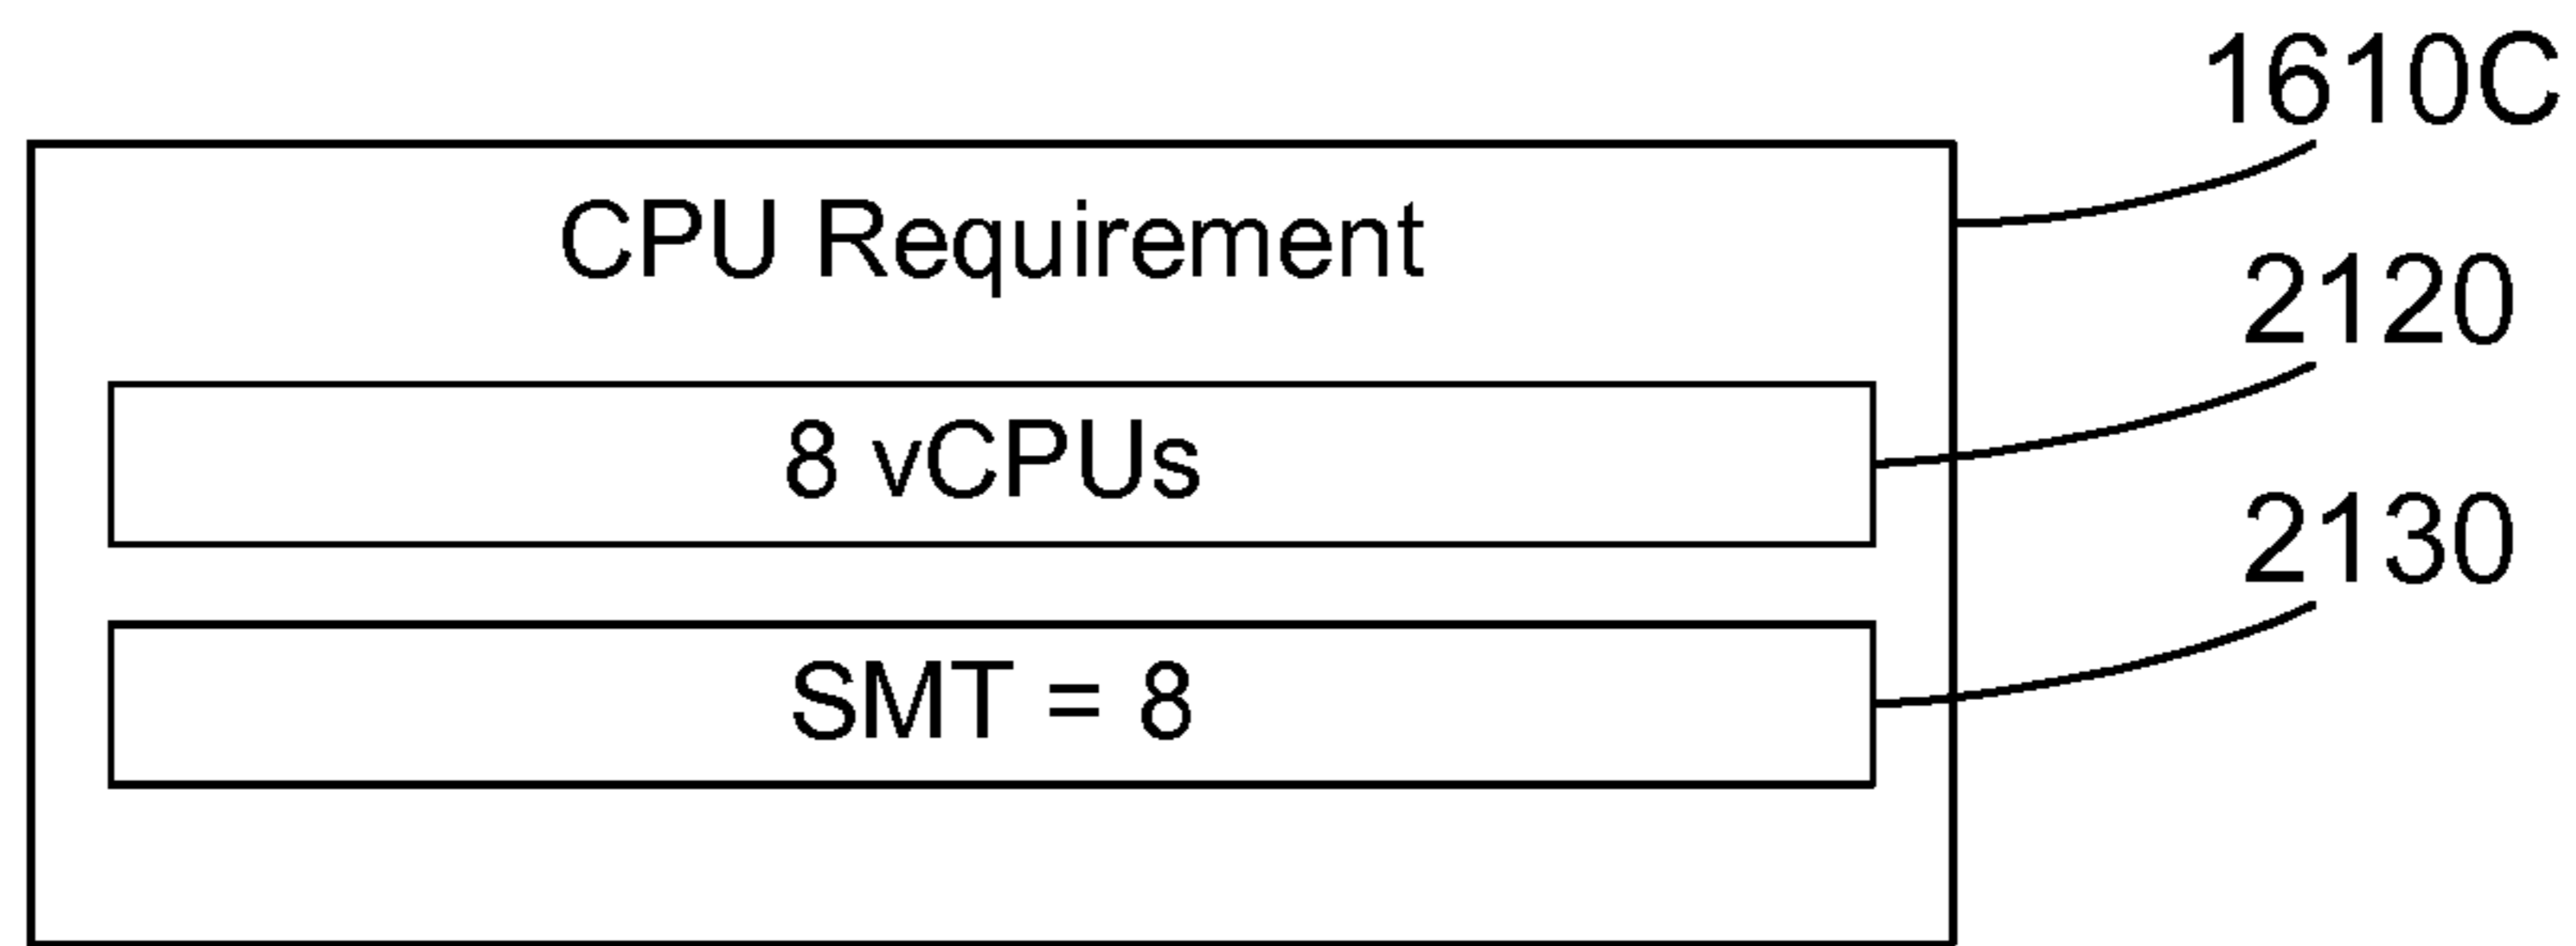 1610C
CPU Requirement
2120
8 vCPUs
2130
SMT = 8